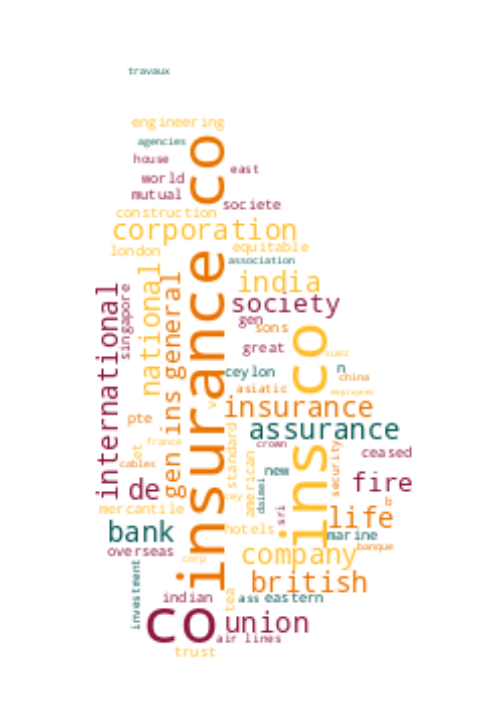 travaux
engineering
agencies
house
east
world
mutual
societe
construction
corporation
london
equitable
association
insurance co
national
india
gen ins general
international
singapore
society
gen
sons
ins co
great
ceylon
n
china
asiatic
insurance
pte
assurance
standard
france
et
crown
ceased
american
security
cables
de
new
fire
daimei
cey
mercantile
sri
b
life
bank
hotels
marine
overseas
company
banque
corp
british
investment
indian
tea
ass
eastern
co
union
air lines
trust